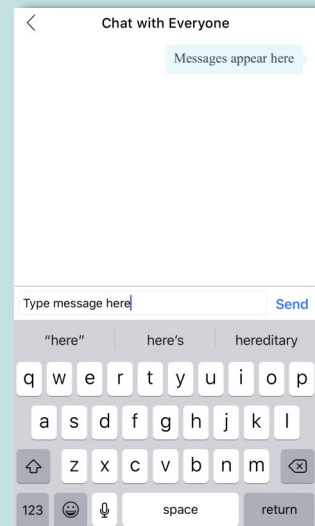 Chat with Everyone
Messages appear here
Type message here Send
"here" here's hereditary
q w e r t y u i o p
a s d f g h j k l
z x c v b n m
123 space return